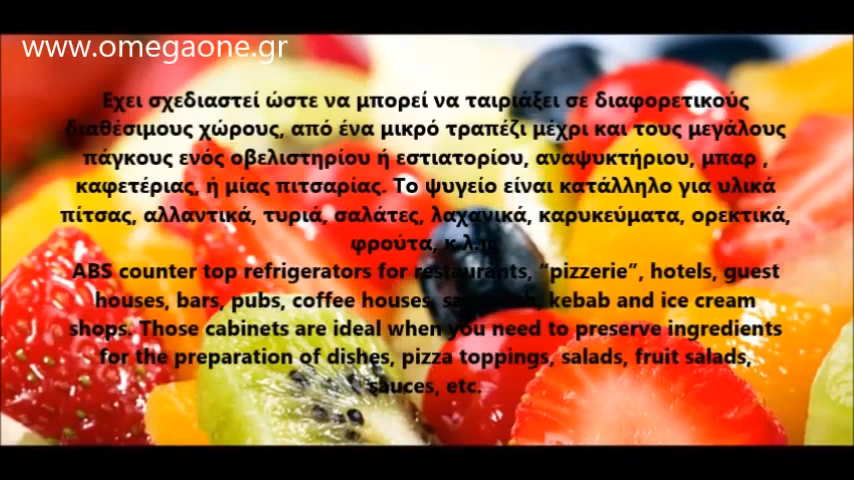 www.omegaone.gr
Έχει σχεδιαστεί ώστε να μπορεί να ταιριάξει σε διαφορετικούς
διαθέσιμους χώρους, από ένα μικρό τραπέζι μέχρι και τους μεγάλους
πάγκους ενός οβελιστηρίου ή εστιατορίου, αναψυκτήριου, μπαρ ,
καφετέριας, ή μίας πιτσαρίας. Το ψυγείο είναι κατάλληλο για υλικά
πίτσας, αλλαντικά, τυριά, σαλάτες, λαχανικά, καρυκεύματα, ορεκτικά,
φρούτα, κ.λ.π.
ABS counter top refrigerators for restaurants, “pizzerie”, hotels, guest
houses, bars, pubs, coffee houses, kebab and ice cream
shops. Those cabinets are ideal when you need to preserve ingredients
for the preparation of dishes, pizza toppings, salads, fruit salads,
sauces, etc.